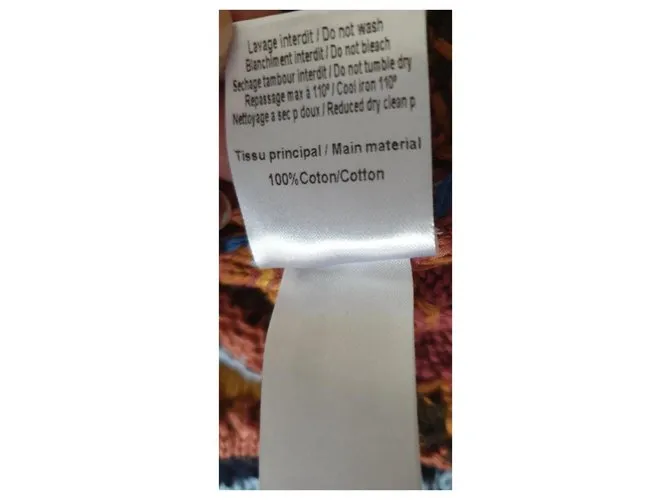 Lavage interdit / Do not wash
Blanchiment interdit / Do not bleach
Sechage tambour interdit / Do not tumble dry
Repassage max à 110º / Cool iron 110º
Nettoyage a sec p doux / Reduced dry clean p
Tissu principal / Main material
100%Coton/Cotton